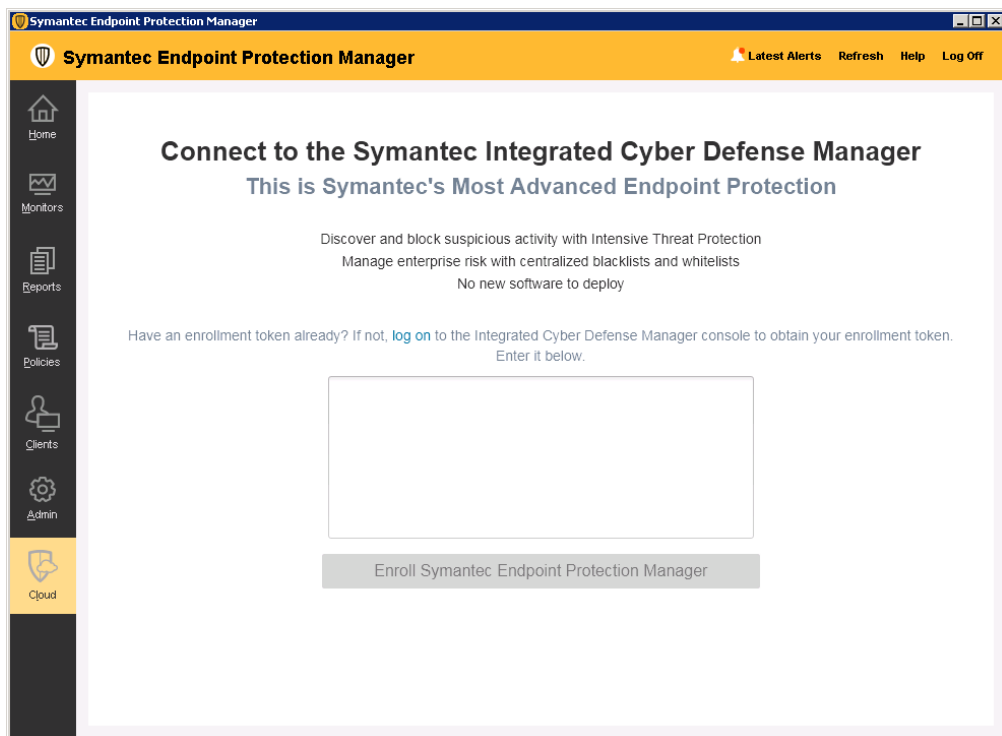 Symantec Endpoint Protection Manager
Symantec Endpoint Protection Manager
Latest Alerts Refresh Help Log Off
Home
Monitors
Reports
Policies
Clients
Admin
Cloud
Connect to the Symantec Integrated Cyber Defense Manager
This is Symantec's Most Advanced Endpoint Protection
Discover and block suspicious activity with Intensive Threat Protection
Manage enterprise risk with centralized blacklists and whitelists
No new software to deploy
Have an enrollment token already? If not, log on to the Integrated Cyber Defense Manager console to obtain your enrollment token.
Enter it below.
Enroll Symantec Endpoint Protection Manager